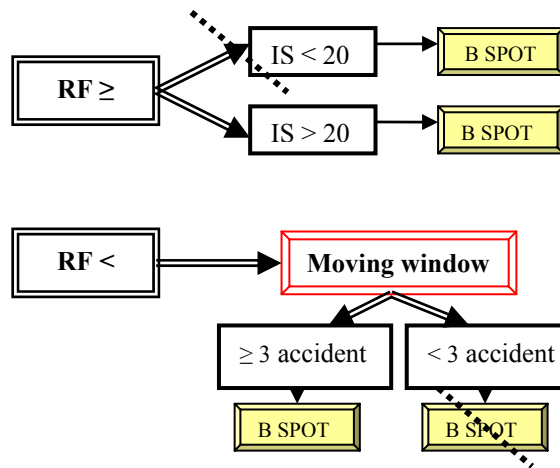 RF ≥
IS < 20
B SPOT
IS > 20
B SPOT
RF <
Moving window
≥ 3 accident
< 3 accident
B SPOT
B SPOT